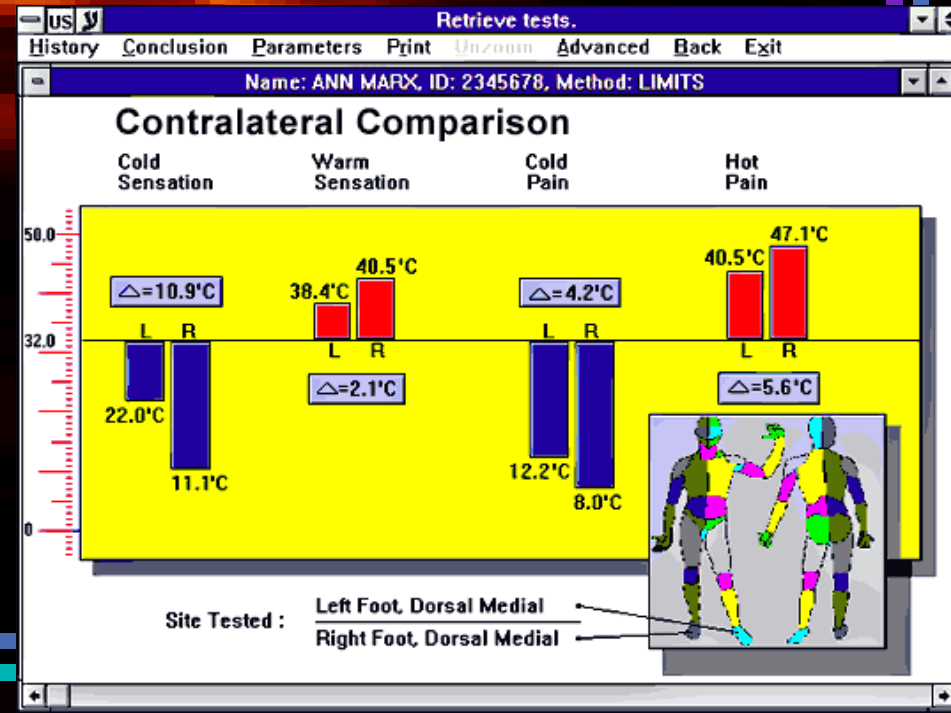 US Retrieve tests.
History Conclusion Parameters Print Unzoom Advanced Back Exit
Name: ANN MARX, ID: 2345678, Method: LIMITS
Contralateral Comparison
Cold Sensation
Warm Sensation
Cold Pain
Hot Pain
50.0
32.0
0
△=10.9'C
L R
22.0'C
11.1'C
38.4'C
40.5'C
L R
△=2.1'C
△=4.2'C
L R
12.2'C
8.0'C
40.5'C
47.1'C
L R
△=5.6'C
Site Tested :
Left Foot, Dorsal Medial
Right Foot, Dorsal Medial